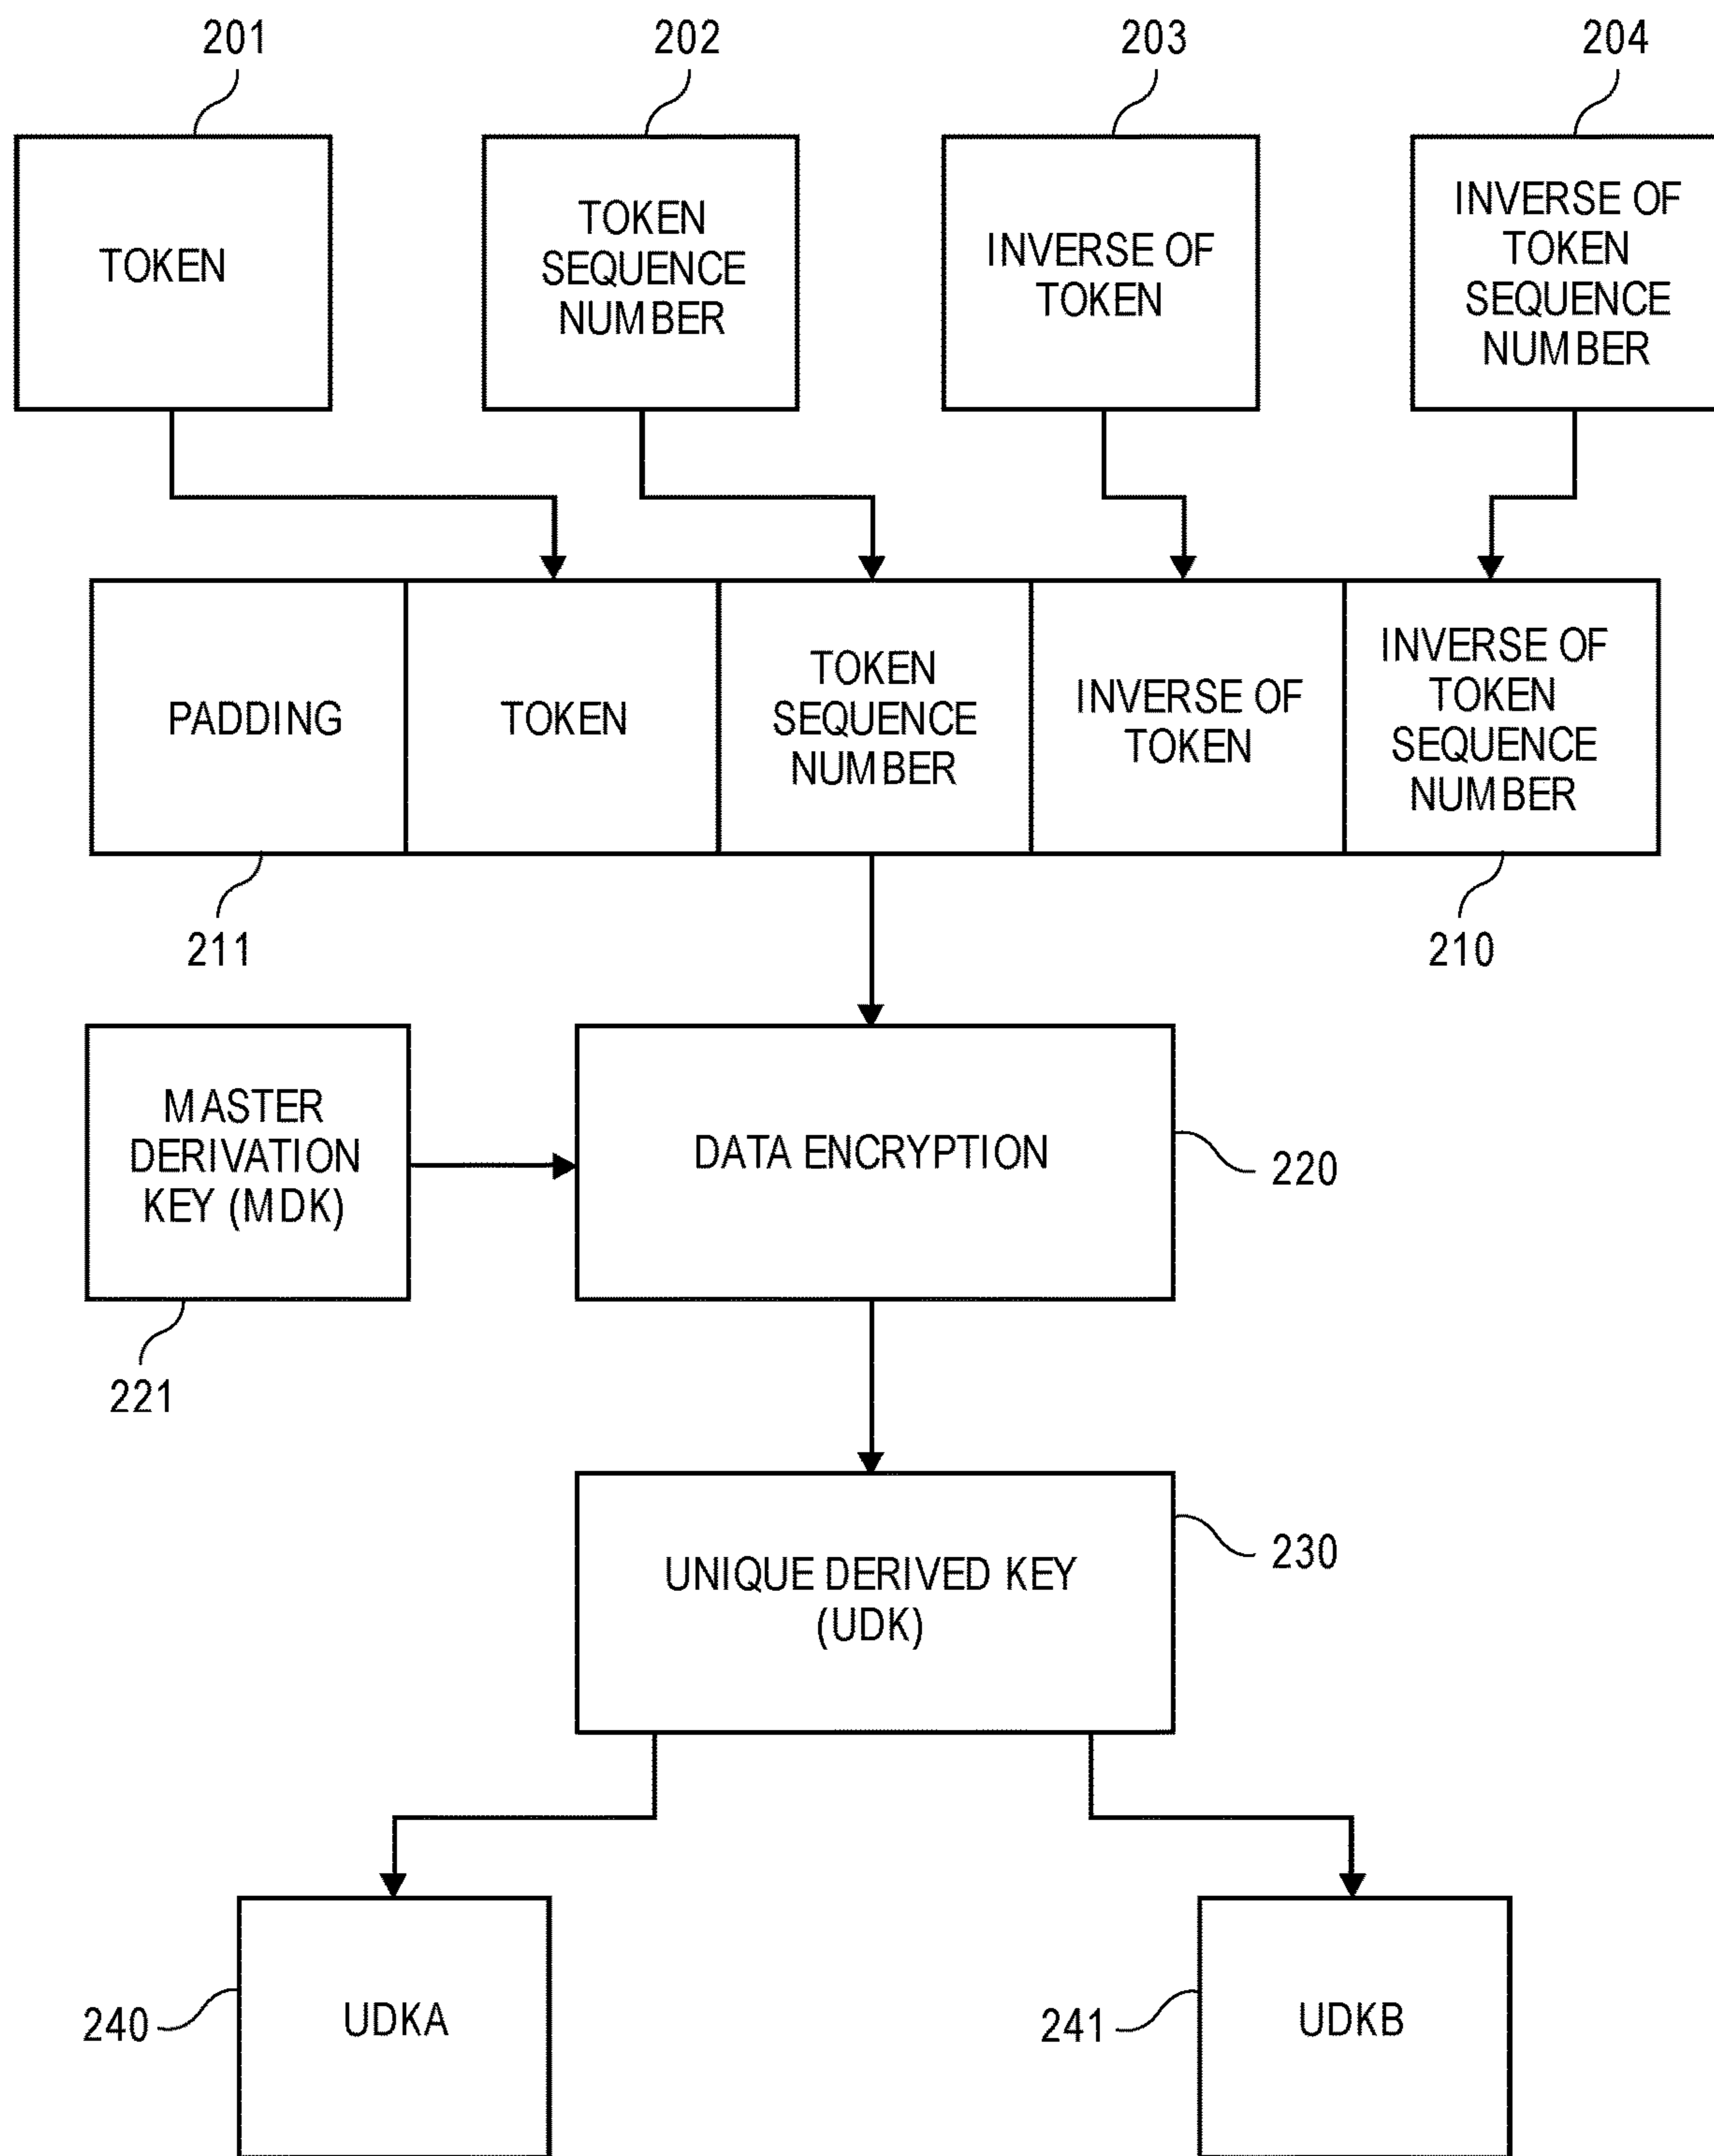 201
202
203
204
TOKEN
TOKEN
SEQUENCE
NUMBER
INVERSE OF
TOKEN
INVERSE OF
TOKEN
SEQUENCE
NUMBER
PADDING
TOKEN
TOKEN
SEQUENCE
NUMBER
INVERSE OF
TOKEN
INVERSE OF
TOKEN
SEQUENCE
NUMBER
211
210
MASTER
DERIVATION
KEY (MDK)
DATA ENCRYPTION
220
221
UNIQUE DERIVED KEY
(UDK)
230
240
UDKA
241
UDKB